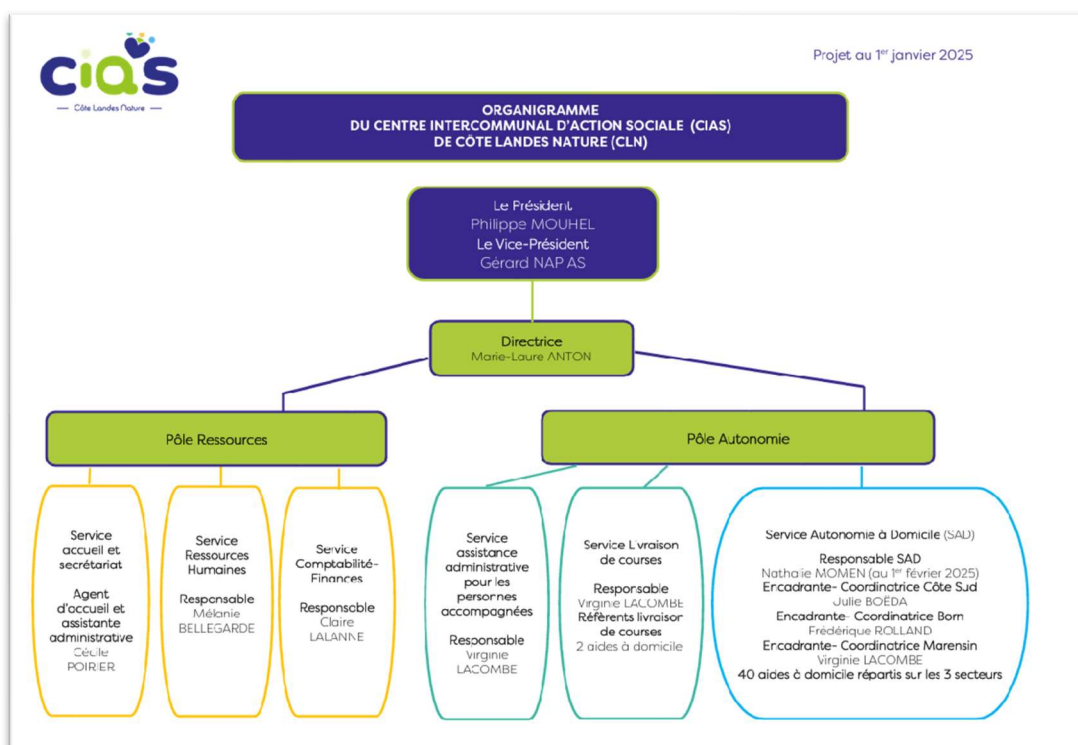 cias
Côte Landes Nature
Projet au 1er janvier 2025
ORGANIGRAMME
DU CENTRE INTERCOMMUNAL D'ACTION SOCIALE (CIAS)
DE CÔTE LANDES NATURE (CLN)
Le Président
Philippe MOUHEL
Le Vice-Président
Gérard NAP AS
Directrice
Marie-Laure ANTON
Pôle Ressources
Pôle Autonomie
Service
accueil et
secrétariat
Agent
d'accueil et
assistante
administrative
Cécile
POIRIER
Service
Ressources
Humaines
Responsable
Mélanie
BELLEGARDE
Service
Comptabilité-
Finances
Responsable
Claire
LALANNE
Service
assistance
administrative
pour les
personnes
accompagnées
Responsable
Virginie
LACOMBE
Service Livraison
de courses
Responsable
Virginie LACOMBE
Référents livraison
de courses
2 aides à domicile
Service Autonomie à Domicile (SAD)
Responsable SAD
Nathalie MOMEN (au 1er février 2025)
Encadrante- Coordinatrice Côte Sud
Julie BOËDA
Encadrante- Coordinatrice Born
Frédérique ROLLAND
Encadrante- Coordinatrice Marensin
Virginie LACOMBE
40 aides à domicile répartis sur les 3 secteurs